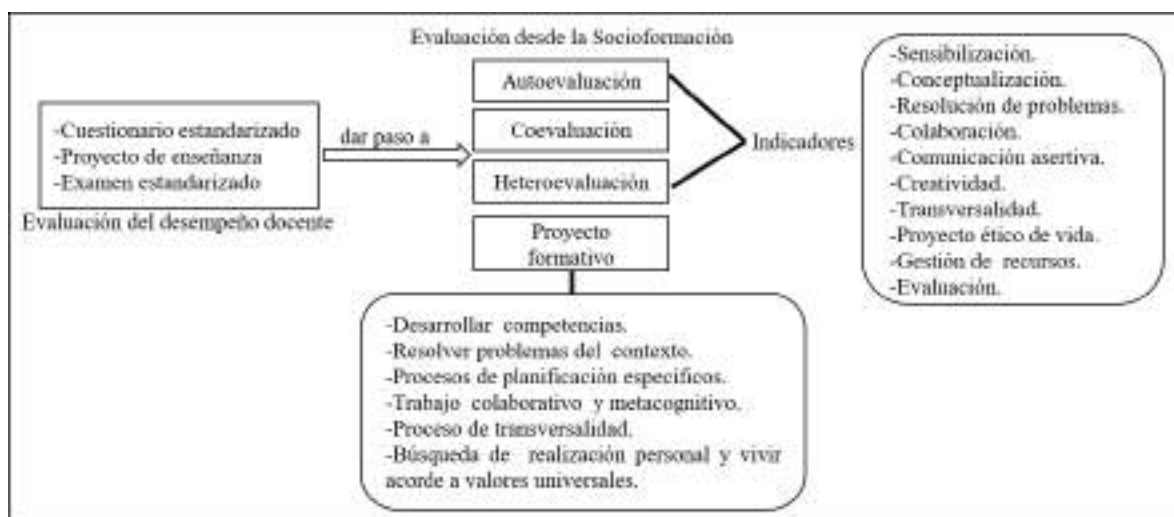 Evaluación desde la Socioformación
-Cuestionario estandarizado
-Proyecto de enseñanza
-Examen estandarizado
Evaluación del desempeño docente
dar paso a
Autoevaluación
Coevaluación
Heteroevaluación
Proyecto
formativo
Indicadores
-Sensibilización.
-Conceptualización.
-Resolución de problemas.
-Colaboración.
-Comunicación asertiva.
-Creatividad.
-Transversalidad.
-Proyecto ético de vida.
-Gestión de recursos.
-Evaluación.
-Desarrollar competencias.
-Resolver problemas del contexto.
-Procesos de planificación específicos.
-Trabajo colaborativo y metacognitivo.
-Proceso de transversalidad.
-Búsqueda de realización personal y vivir
acorde a valores universales.